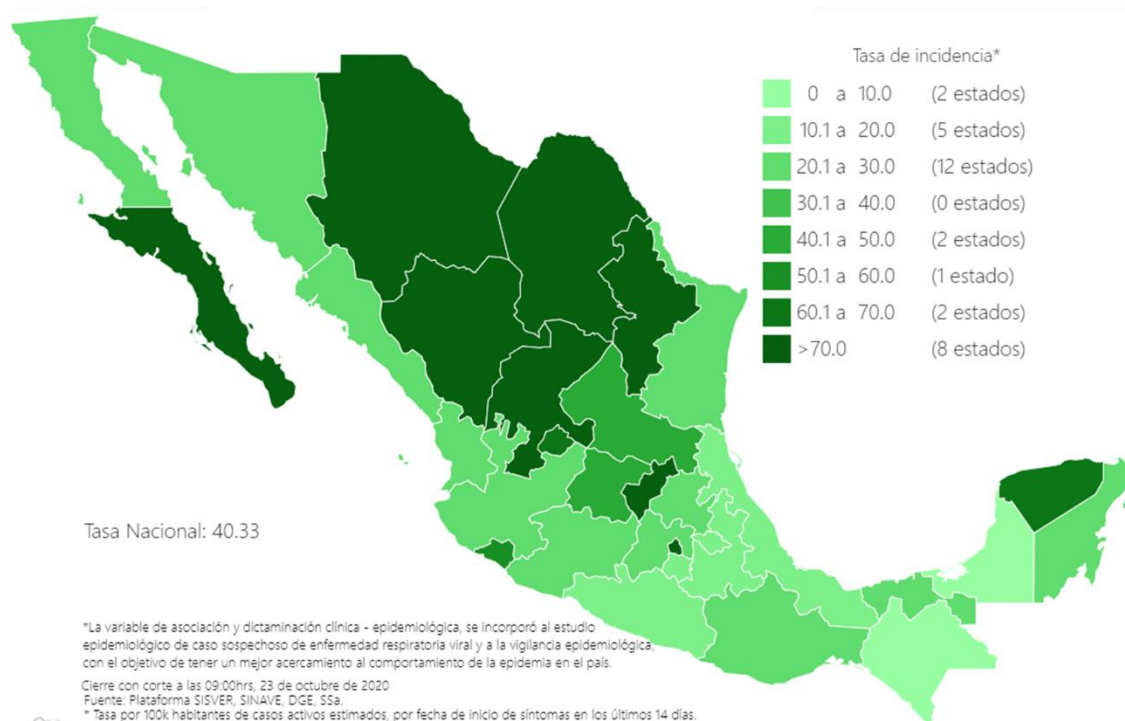 Tasa de incidencia*
0 a 10.0 (2 estados)
10.1 a 20.0 (5 estados)
20.1 a 30.0 (12 estados)
30.1 a 40.0 (0 estados)
40.1 a 50.0 (2 estados)
50.1 a 60.0 (1 estado)
60.1 a 70.0 (2 estados)
>70.0 (8 estados)
Tasa Nacional: 40.33
*La variable de asociación y dictaminación clínica - epidemiológica, se incorporó al estudio
epidemiológico de caso sospechoso de enfermedad respiratoria viral y a la vigilancia epidemiológica,
con el objetivo de tener un mejor acercamiento al comportamiento de la epidemia en el país.
Cierre con corte a las 09:00hrs, 23 de octubre de 2020
Fuente: Plataforma SISVER, SINAVE, DGE, SSa.
* Tasa por 100k habitantes de casos activos estimados, por fecha de inicio de síntomas en los últimos 14 días.